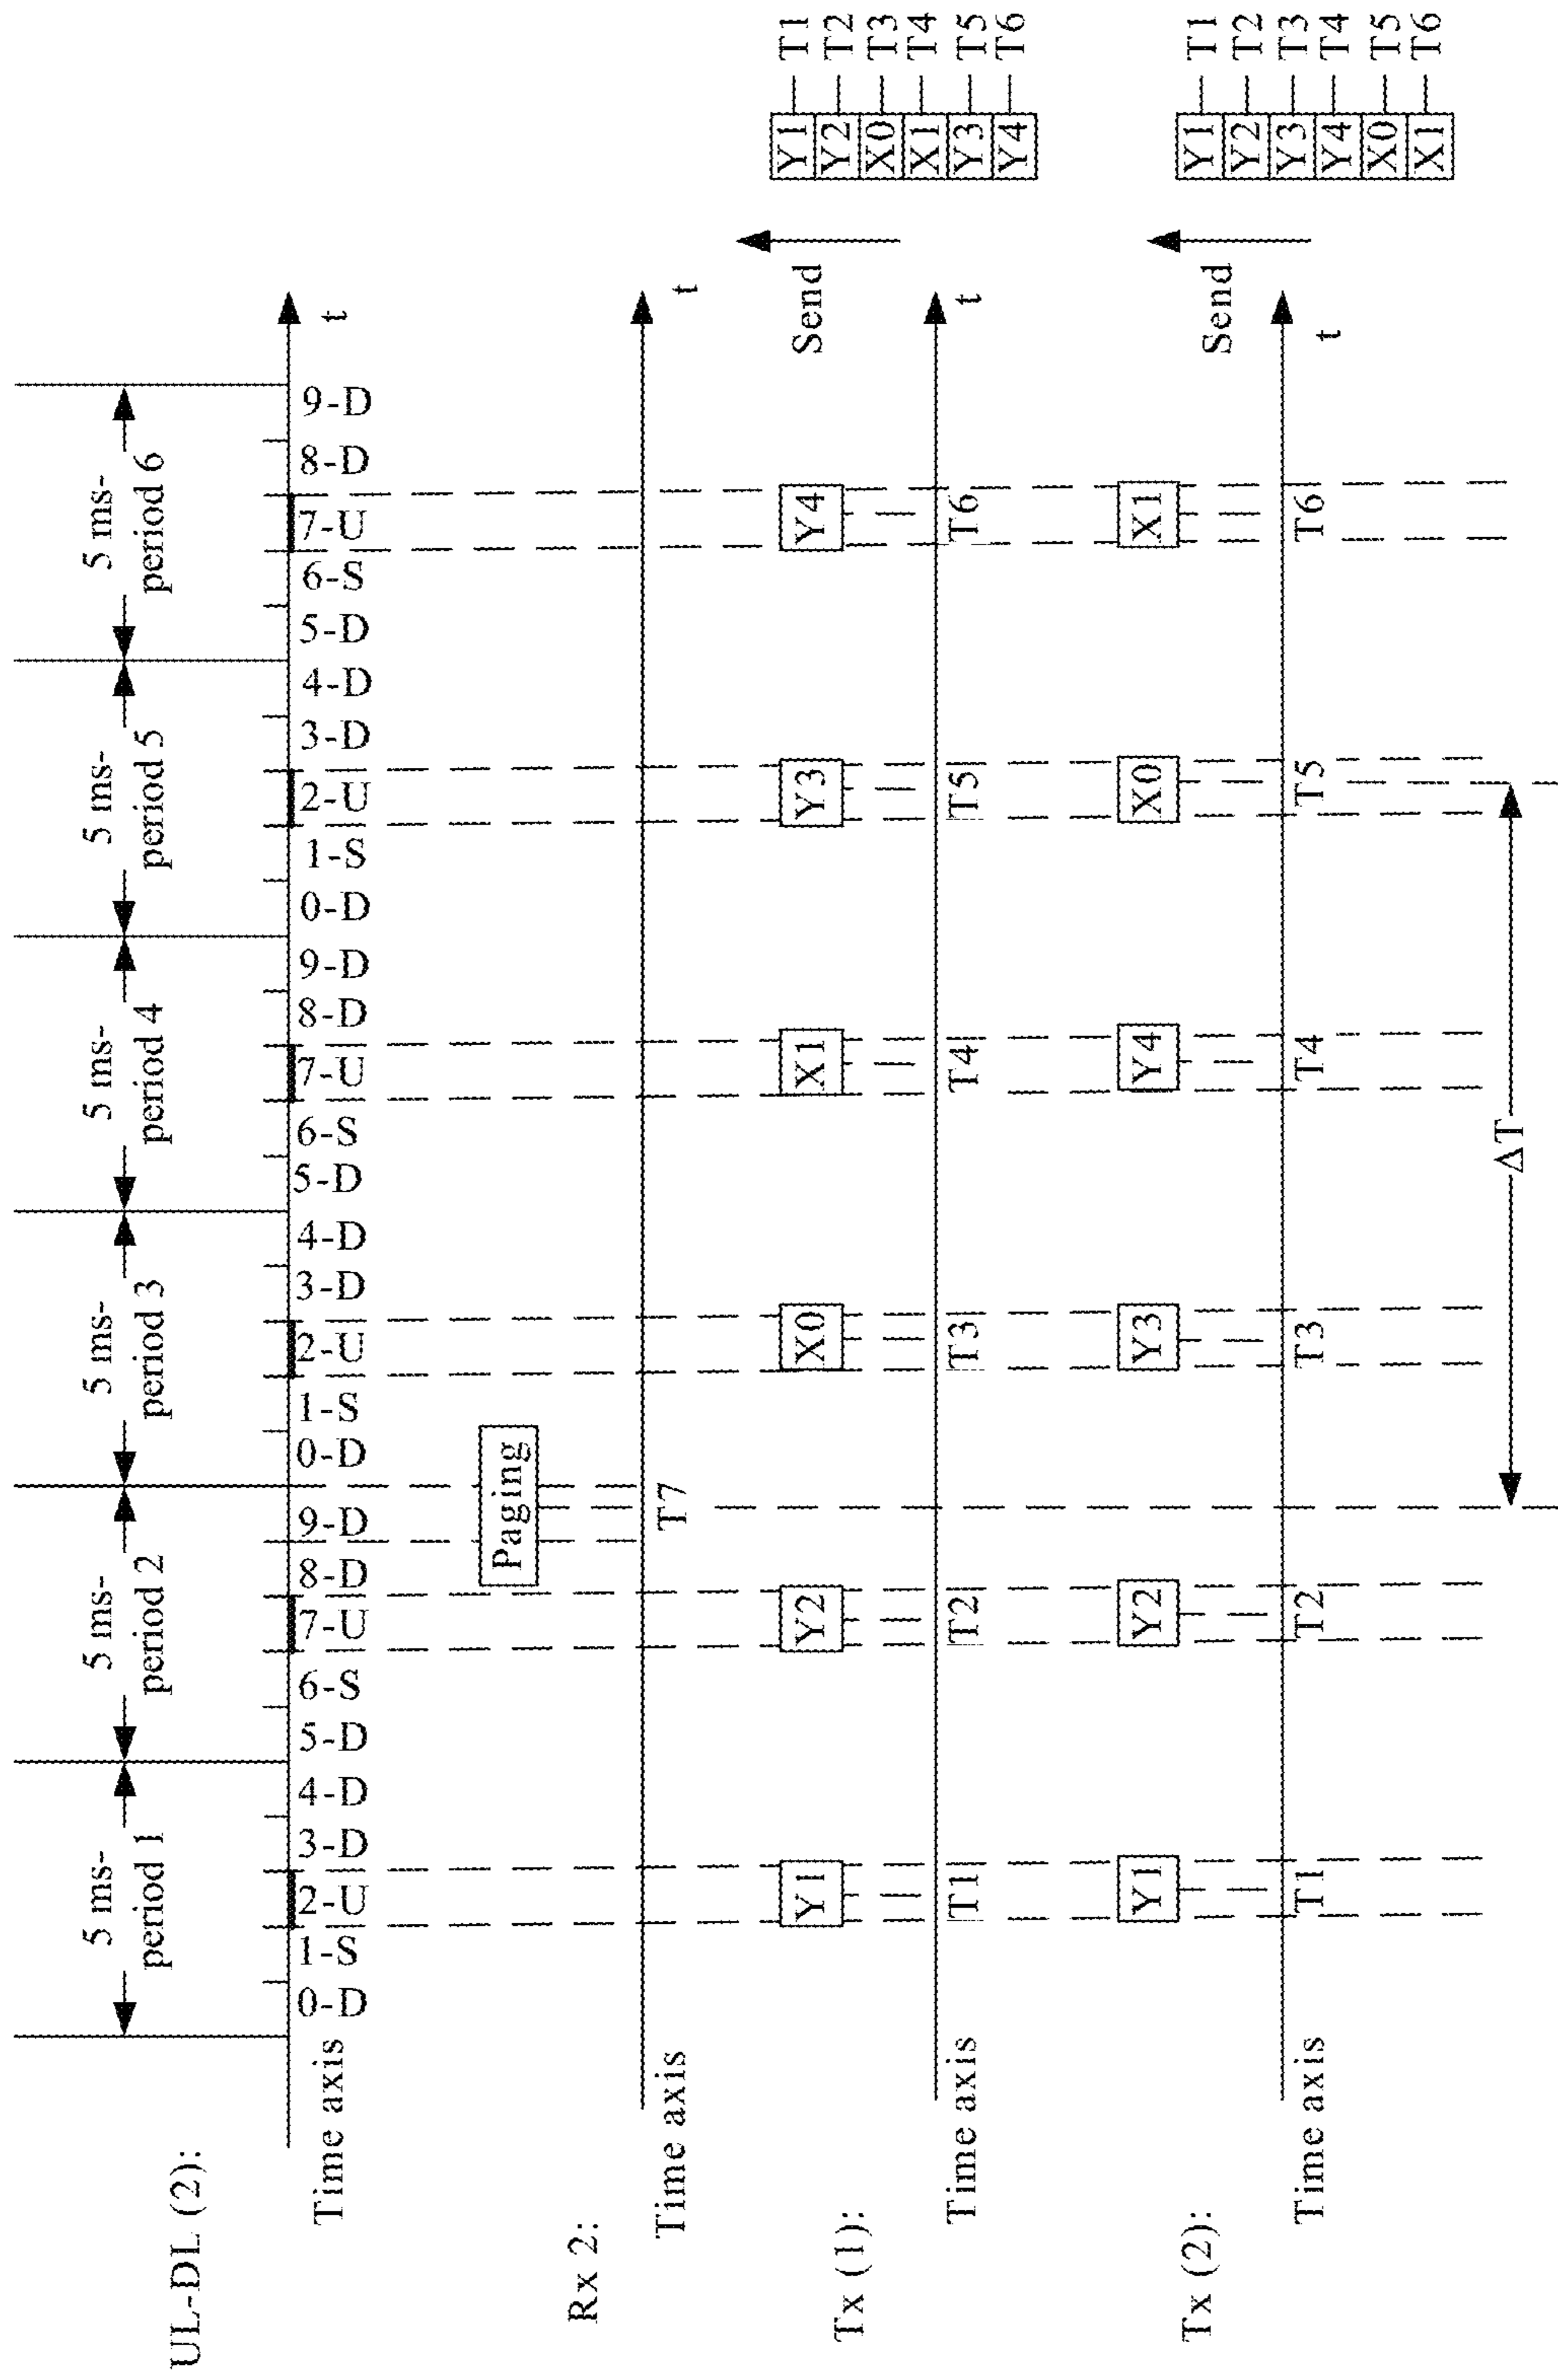 UL-DL (2):
5 ms-
period 1
5 ms-
period 2
5 ms-
period 3
5 ms-
period 4
5 ms-
period 5
5 ms-
period 6
Time axis
0-D 1-S 2-U 3-D 4-D 5-D 6-S 7-U 8-D 9-D 0-D 1-S 2-U 3-D 4-D 5-D 6-S 7-U 8-D 9-D 0-D 1-S 2-U 3-D 4-D 5-D 6-S 7-U 8-D 9-D
t
Rx 2:
Paging
Time axis
T7
t
Tx (1):
Y1 Y2 X0 X1 Y3 Y4
Send
Time axis
T1 T2 T3 T4 T5 T6
t
Y1 T1
Y2 T2
X0 T3
X1 T4
Y3 T5
Y4 T6
Tx (2):
Y1 Y2 Y3 Y4 X0 X1
Send
Time axis
T1 T2 T3 T4 T5 T6
t
Y1 T1
Y2 T2
Y3 T3
Y4 T4
X0 T5
X1 T6
ΔT